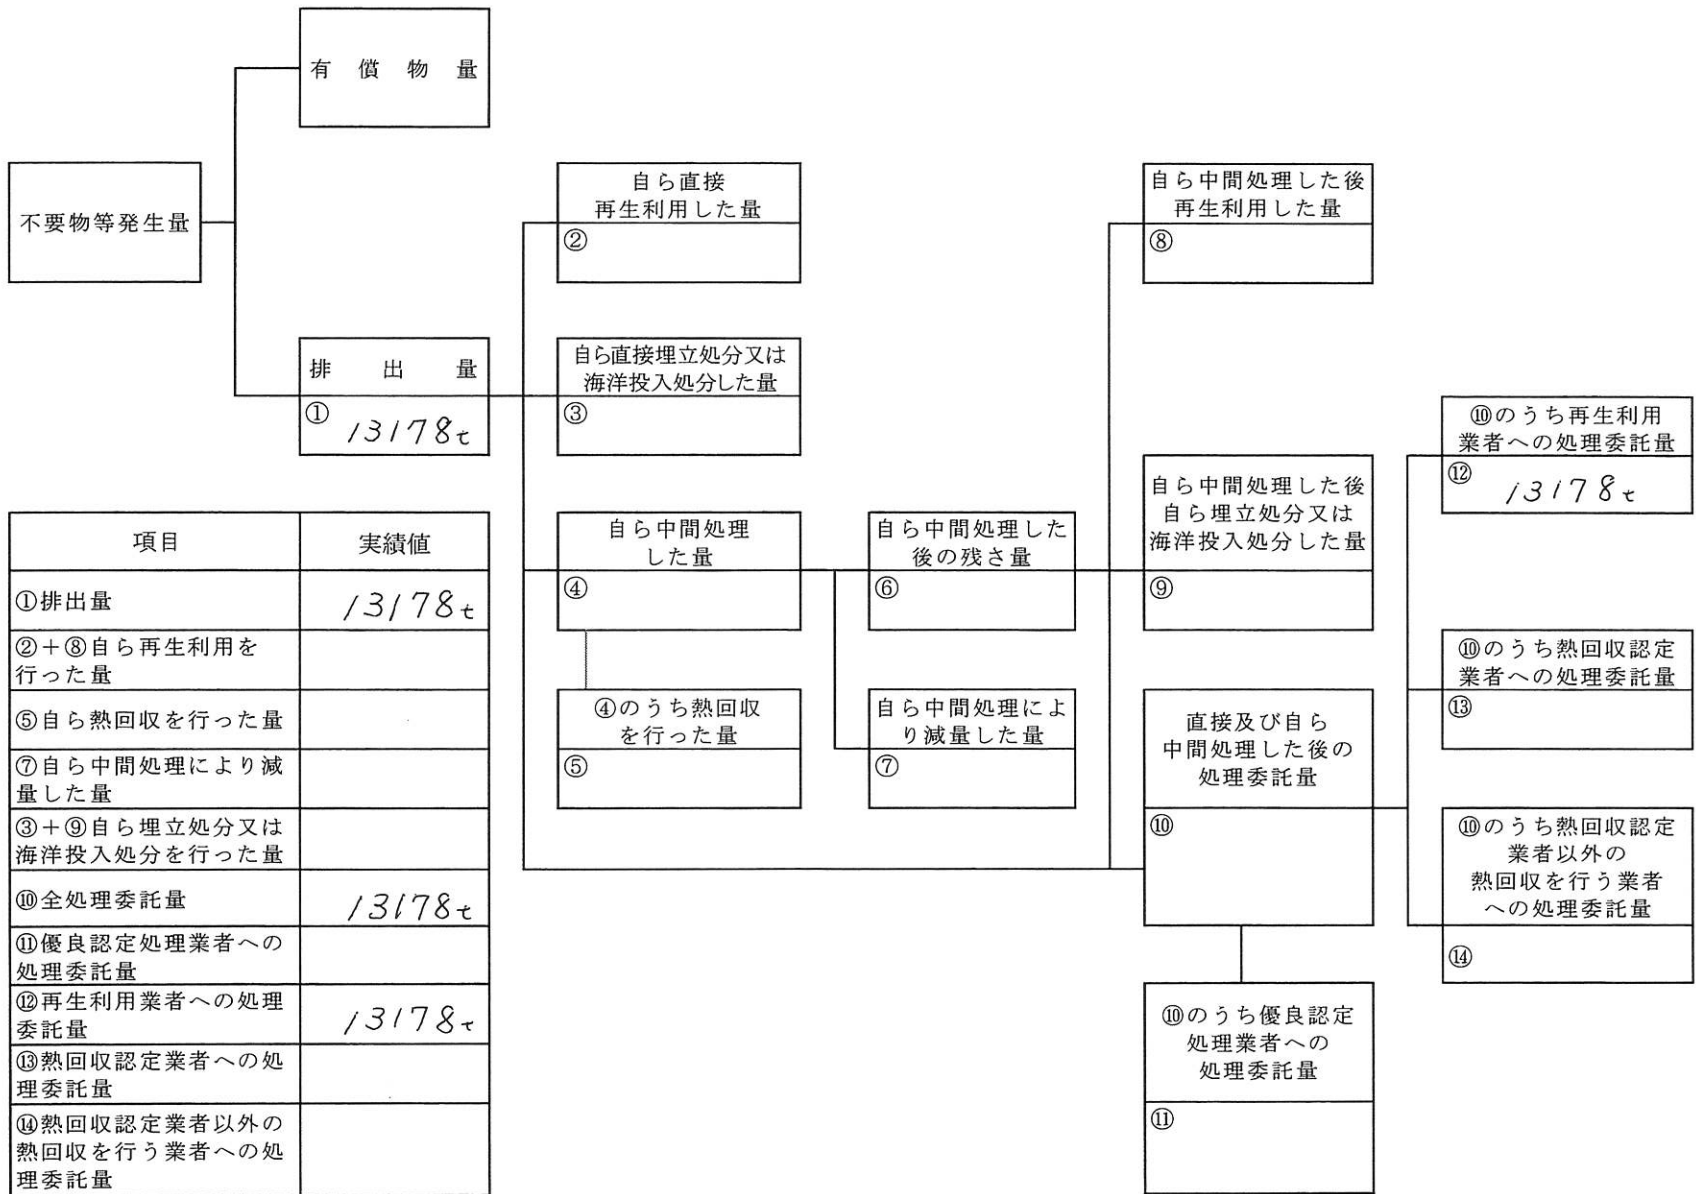 有償物量
不要物等発生量
排出量
① 13178t
自ら直接
再生利用した量
②
自ら直接埋立処分又は
海洋投入処分した量
③
自ら中間処理
した量
④
④のうち熱回収
を行った量
⑤
自ら中間処理した
後の残さ量
⑥
自ら中間処理によ
り減量した量
⑦
自ら中間処理した後
再生利用した量
⑧
自ら中間処理した後
自ら埋立処分又は
海洋投入処分した量
⑨
直接及び自ら
中間処理した後の
処理委託量
⑩
⑩のうち優良認定
処理業者への
処理委託量
⑪
⑩のうち再生利用
業者への処理委託量
⑫ 13178t
⑩のうち熱回収認定
業者への処理委託量
⑬
⑩のうち熱回収認定
業者以外の
熱回収を行う業者
への処理委託量
⑭
項目 実績値
①排出量 13178t
②+⑧自ら再生利用を
行った量
⑤自ら熱回収を行った量
⑦自ら中間処理により減
量した量
③+⑨自ら埋立処分又は
海洋投入処分を行った量
⑩全処理委託量 13178t
⑪優良認定処理業者への
処理委託量
⑫再生利用業者への処理
委託量 13178t
⑬熱回収認定業者への処
理委託量
⑭熱回収認定業者以外の
熱回収を行う業者への処
理委託量